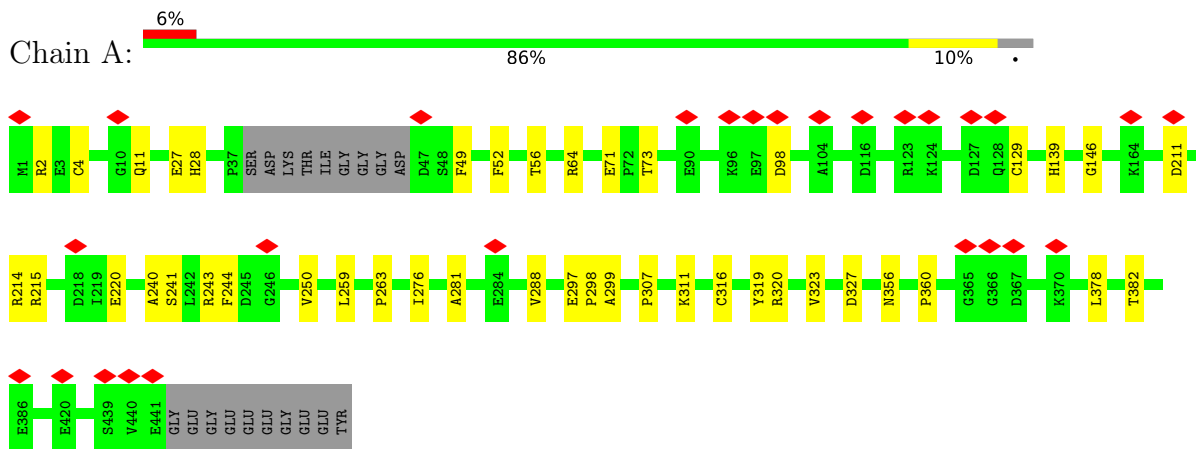 6%
Chain A:
86% 10% •
M1 R2 E3 C4 G10 Q11 E27 H28 P37 SER ASP LYS THR ILE GLY GLY GLY ASP D47 S48 F49 F52 T56 R64 E71 P72 T73 E90 K96 E97 D98 A104 D116 R123 K124 D127 Q128 C129 H139 G146 K164 D211
R214 R215 D218 I219 E220 A240 S241 L242 R243 F244 D245 G246 V250 L259 P263 I276 A281 E284 V288 E297 P298 A299 P307 K311 C316 Y319 R320 V323 D327 N356 P360 G365 G366 D367 K370 L378 T382
E386 E420 S439 V440 E441 GLY GLU GLY GLU GLU GLU GLY GLU GLU TYR